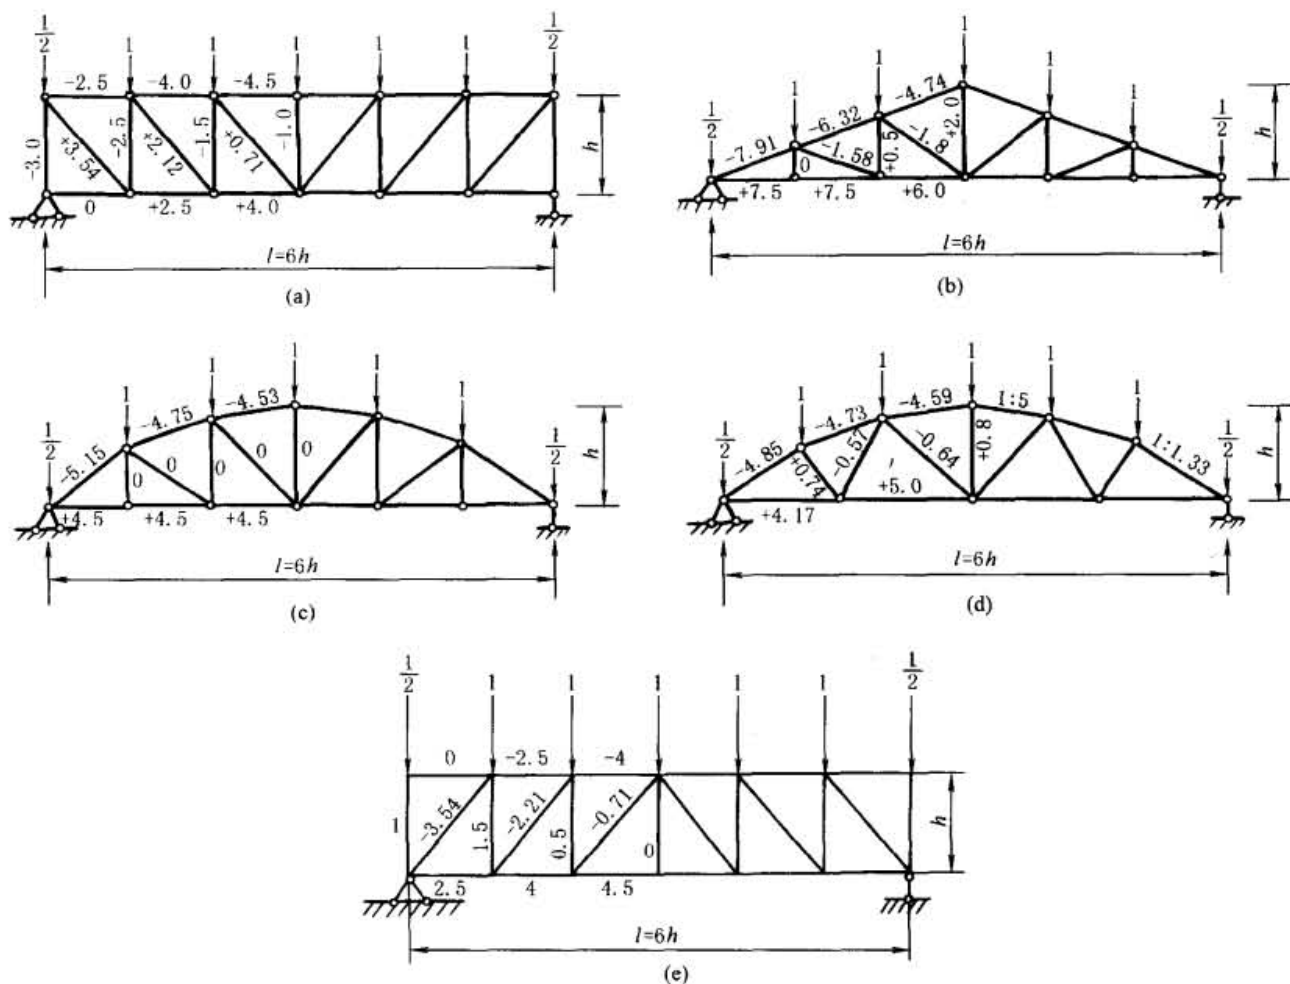 1/2 1 1 1 1 1 1/2
-2.5 -4.0 -4.5
-3.0 +3.54 -2.5 +2.12 -1.5 +0.71 -1.0 h
0 +2.5 +4.0
l=6h
(a)
1/2 1 1 1 1 1 1/2
-7.91 -6.32 -4.74
0 -1.58 +0.5 -1.8 +2.0 h
+7.5 +7.5 +6.0
l=6h
(b)
1/2 1 1 1 1 1 1/2
-5.15 -4.75 -4.53
0 0 0 0 0 h
+4.5 +4.5 +4.5
l=6h
(c)
1/2 1 1 1 1 1 1/2
-4.85 -4.73 -4.59 1:5 1:1.33
+0.74 -0.57 -0.64 +0.8 h
+4.17 +5.0
l=6h
(d)
1/2 1 1 1 1 1 1/2
0 -2.5 -4
1 -3.54 1.5 -2.21 0.5 -0.71 0 h
2.5 4 4.5
l=6h
(e)